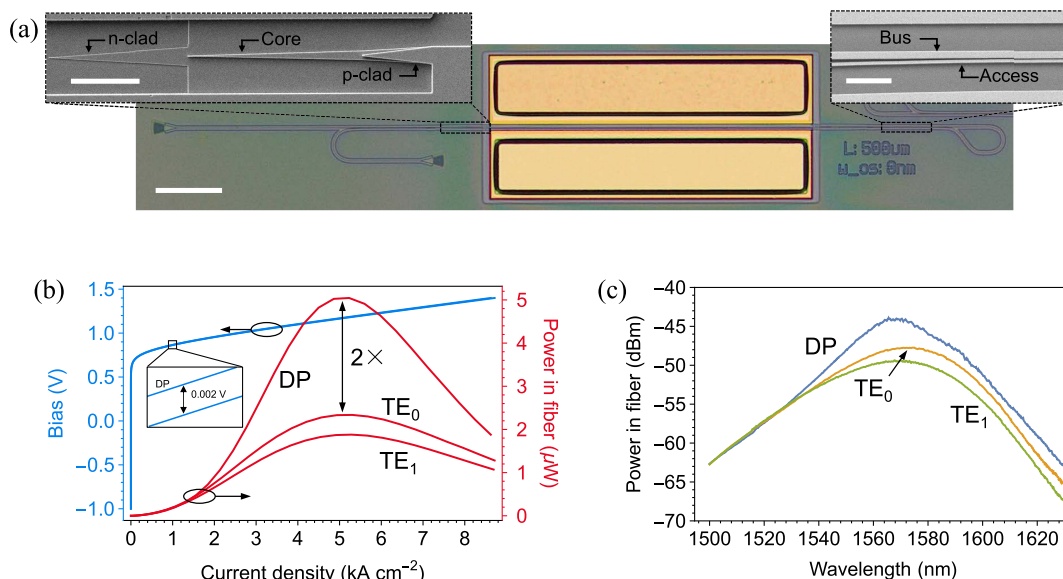 (a)
n-clad
Core
p-clad
Bus
Access
L:500um
w_os:0nm
(b)
Bias (V)
1.5
1.0
0.5
0.0
−0.5
−1.0
DP
0.002 V
DP
2×
TE0
TE1
5
4
3
2
1
0
Power in fiber (μW)
0 1 2 3 4 5 6 7 8
Current density (kA cm−2)
(c)
Power in fiber (dBm)
−40
−45
−50
−55
−60
−65
−70
DP
TE0
TE1
1500 1520 1540 1560 1580 1600 1620
Wavelength (nm)